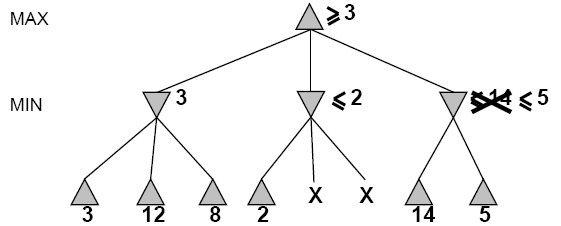 MAX ≥ 3
MIN 3 ≤ 2 ≤ 14 ≤ 5
3 12 8 2 X X 14 5